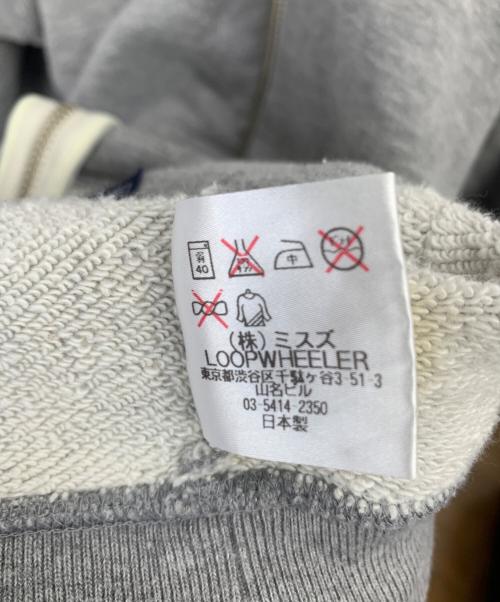 弱
40
中
(株)ミスズ
LOOPWHEELER
東京都渋谷区千駄ヶ谷3-51-3
山名ビル
03-5414-2350
日本製